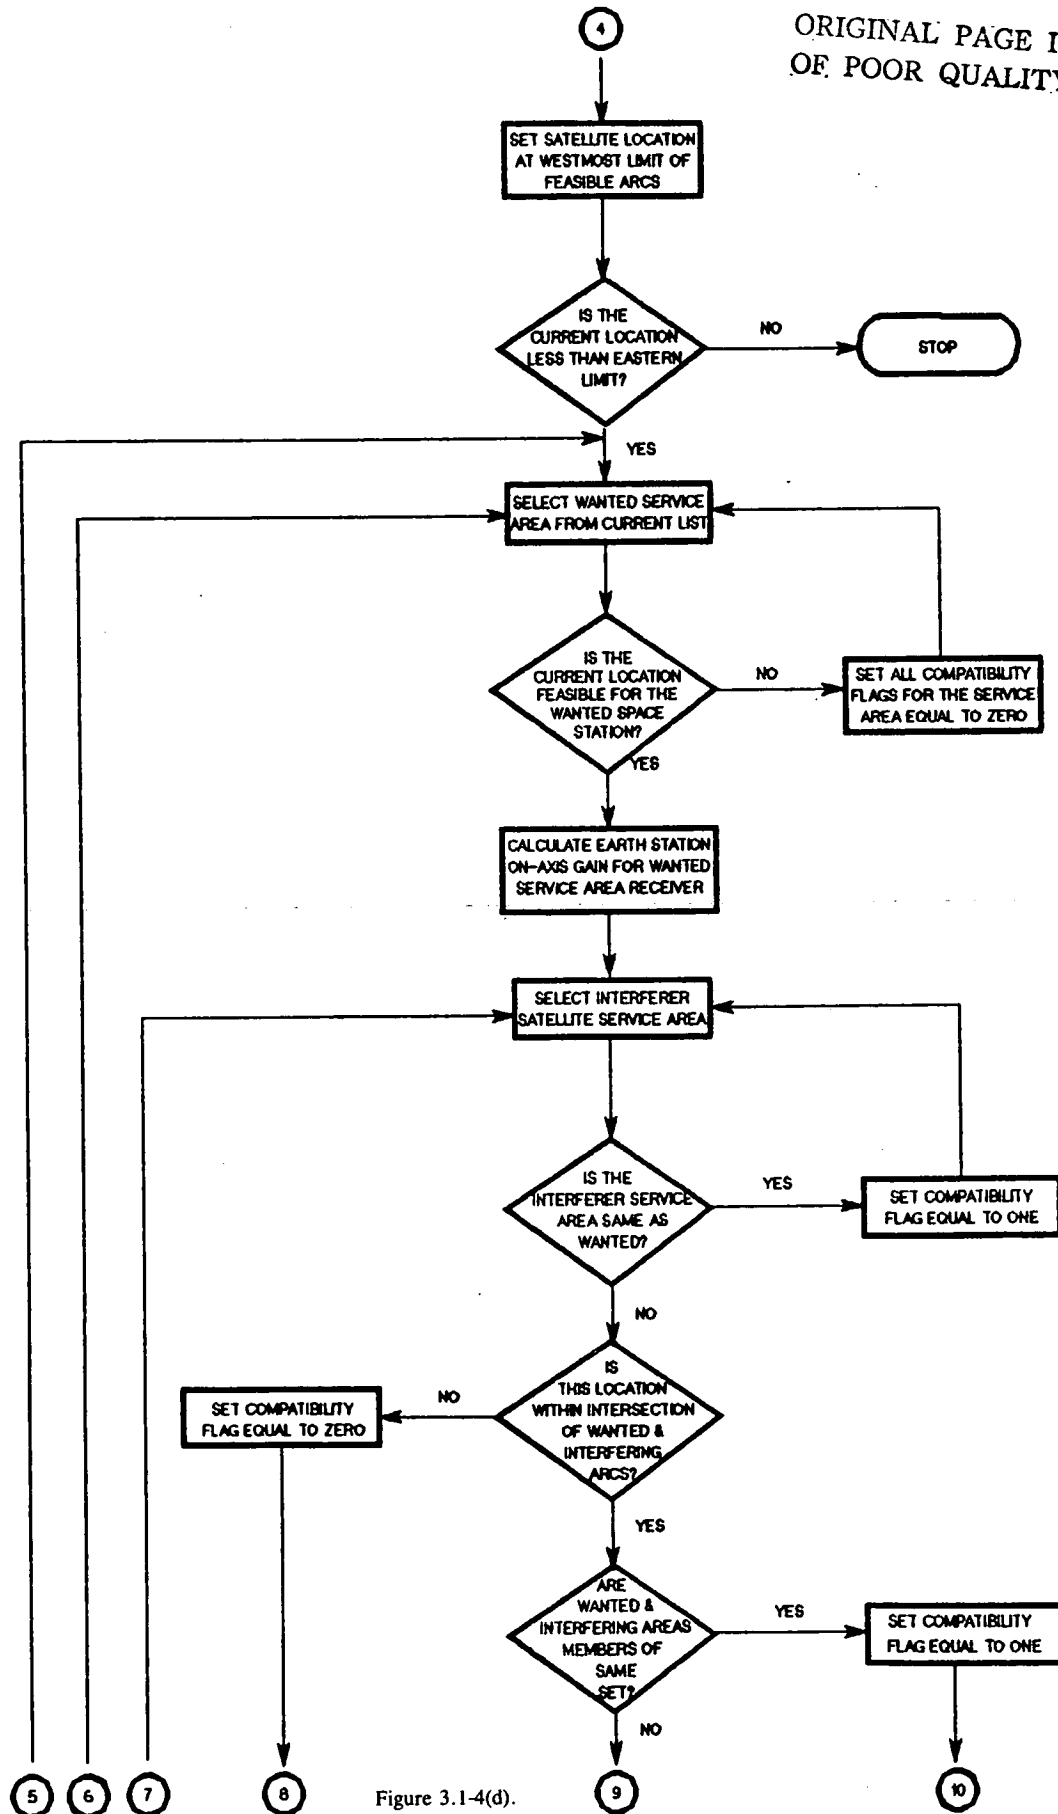 4
ORIGINAL PAGE I
OF POOR QUALITY
SET SATELLITE LOCATION
AT WESTMOST LIMIT OF
FEASIBLE ARCS
IS THE
CURRENT LOCATION
LESS THAN EASTERN
LIMIT?
NO
STOP
YES
SELECT WANTED SERVICE
AREA FROM CURRENT LIST
IS THE
CURRENT LOCATION
FEASIBLE FOR THE
WANTED SPACE
STATION?
NO
SET ALL COMPATIBILITY
FLAGS FOR THE SERVICE
AREA EQUAL TO ZERO
YES
CALCULATE EARTH STATION
ON-AXIS GAIN FOR WANTED
SERVICE AREA RECEIVER
SELECT INTERFERER
SATELLITE SERVICE AREA
IS THE
INTERFERER SERVICE
AREA SAME AS
WANTED?
YES
SET COMPATIBILITY
FLAG EQUAL TO ONE
NO
IS
THIS LOCATION
WITHIN INTERSECTION
OF WANTED &
INTERFERING
ARCS?
NO
SET COMPATIBILITY
FLAG EQUAL TO ZERO
YES
ARE
WANTED &
INTERFERING AREAS
MEMBERS OF
SAME
SET?
YES
SET COMPATIBILITY
FLAG EQUAL TO ONE
NO
5
6
7
8
Figure 3.1-4(d).
9
10